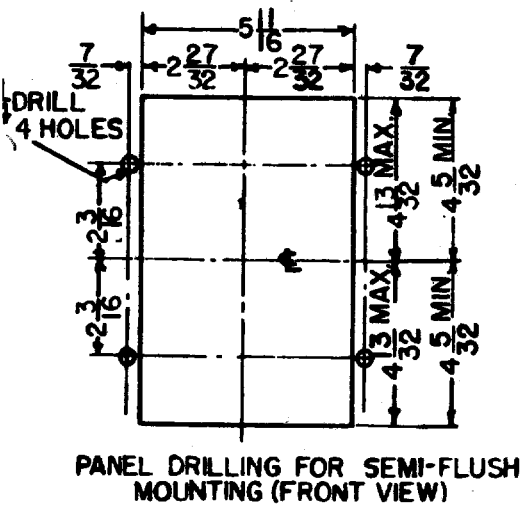 5 11/16
7/32 2 27/32 2 27/32 7/32
DRILL
4 HOLES
2 3/16
2 3/16
4 13/32 MAX.
4 5/32 MIN.
4 13/32 MAX.
4 5/32 MIN.
PANEL DRILLING FOR SEMI-FLUSH
MOUNTING (FRONT VIEW)